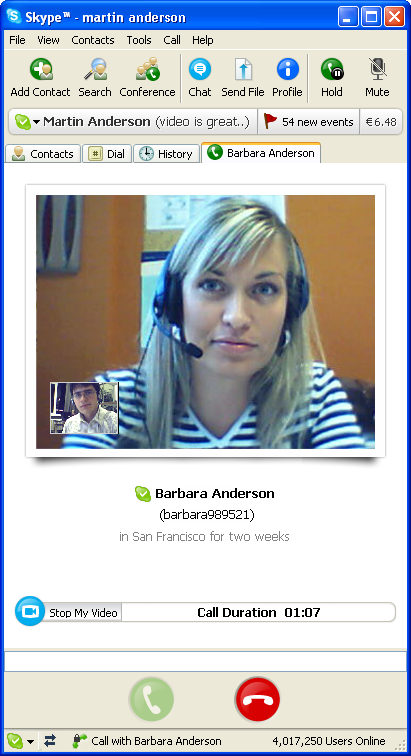 Skype™ - martin anderson
File View Contacts Tools Call Help
Add Contact Search Conference Chat Send File Profile Hold Mute
Martin Anderson (video is great..) 54 new events €6.48
Contacts Dial History Barbara Anderson
Barbara Anderson
(barbara989521)
in San Francisco for two weeks
Stop My Video Call Duration 01:07
Call with Barbara Anderson 4,017,250 Users Online